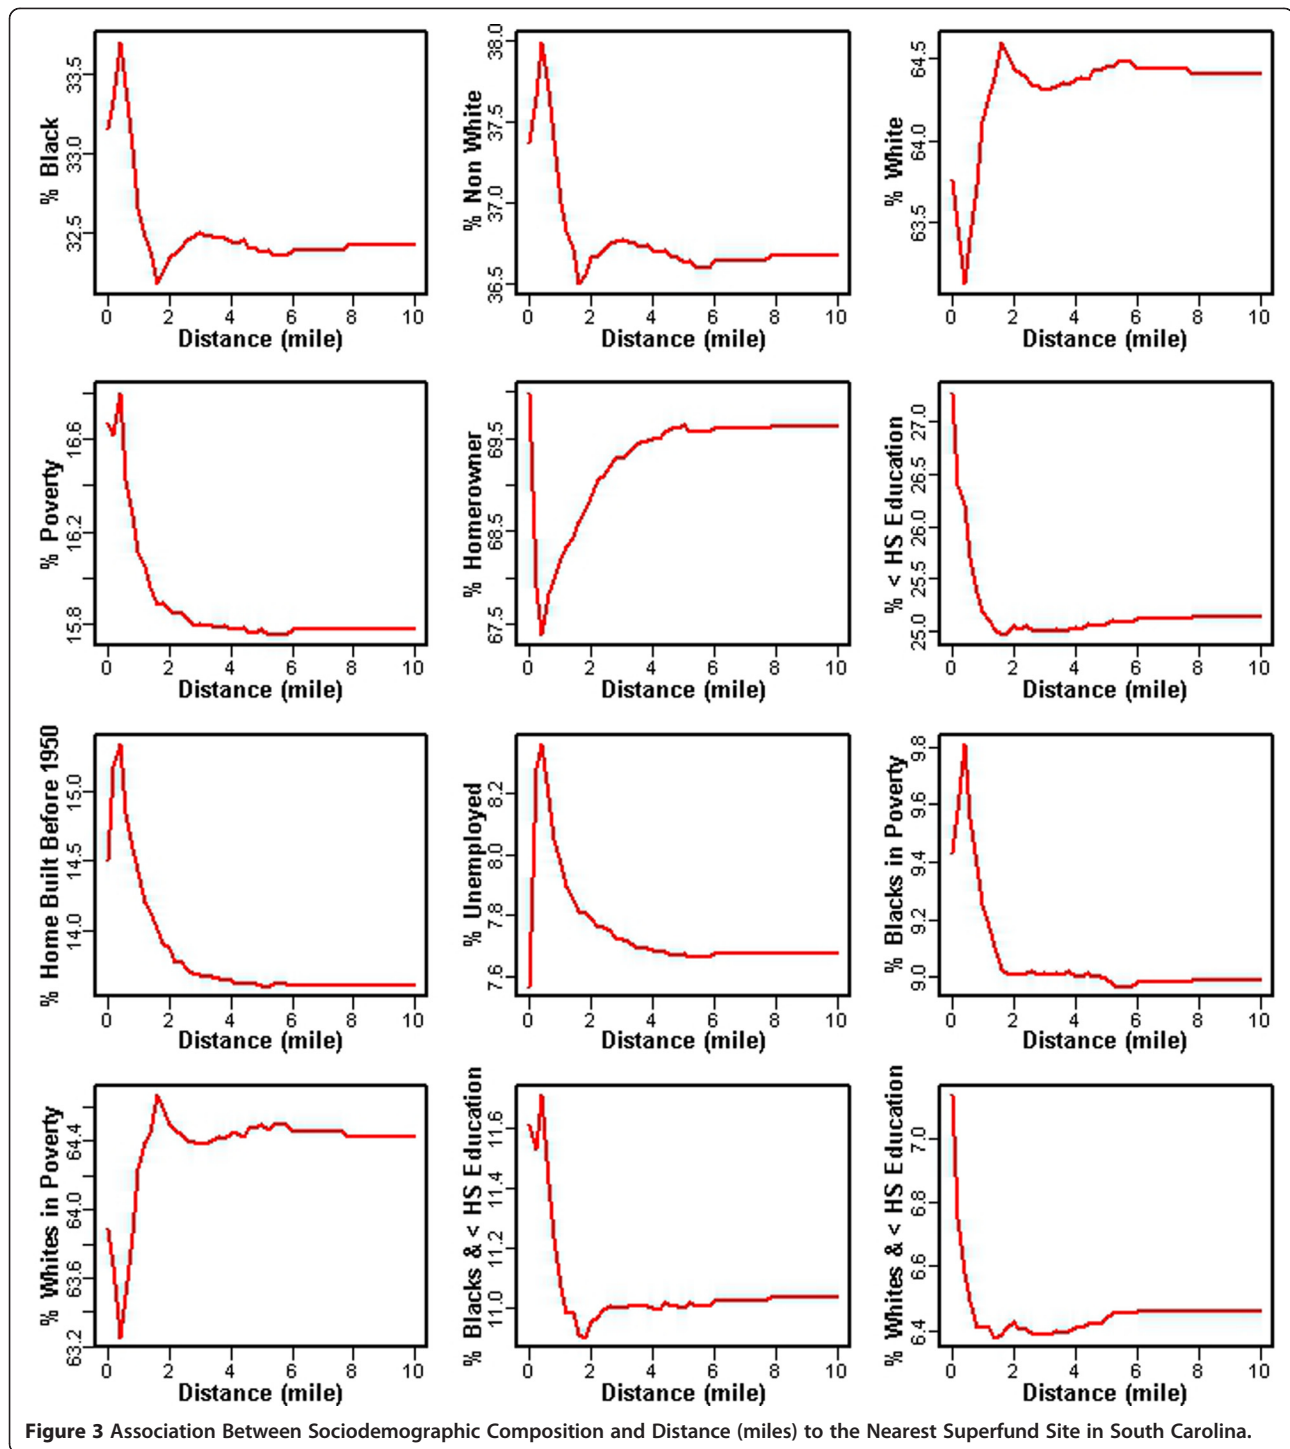 % Black
33.5
33.0
32.5
0 2 4 6 8 10
Distance (mile)
% Non White
38.0
37.5
37.0
36.5
0 2 4 6 8 10
Distance (mile)
% White
64.5
64.0
63.5
0 2 4 6 8 10
Distance (mile)
% Poverty
16.6
16.2
15.8
0 2 4 6 8 10
Distance (mile)
% Homerowner
69.5
68.5
67.5
0 2 4 6 8 10
Distance (mile)
% < HS Education
27.0
26.5
26.0
25.5
25.0
0 2 4 6 8 10
Distance (mile)
% Home Built Before 1950
15.0
14.5
14.0
0 2 4 6 8 10
Distance (mile)
% Unemployed
8.2
8.0
7.8
7.6
0 2 4 6 8 10
Distance (mile)
% Blacks in Poverty
9.8
9.6
9.4
9.2
9.0
0 2 4 6 8 10
Distance (mile)
% Whites in Poverty
64.4
64.0
63.6
63.2
0 2 4 6 8 10
Distance (mile)
% Blacks & < HS Education
11.6
11.4
11.2
11.0
0 2 4 6 8 10
Distance (mile)
% Whites & < HS Education
7.0
6.8
6.6
6.4
0 2 4 6 8 10
Distance (mile)
Figure 3 Association Between Sociodemographic Composition and Distance (miles) to the Nearest Superfund Site in South Carolina.